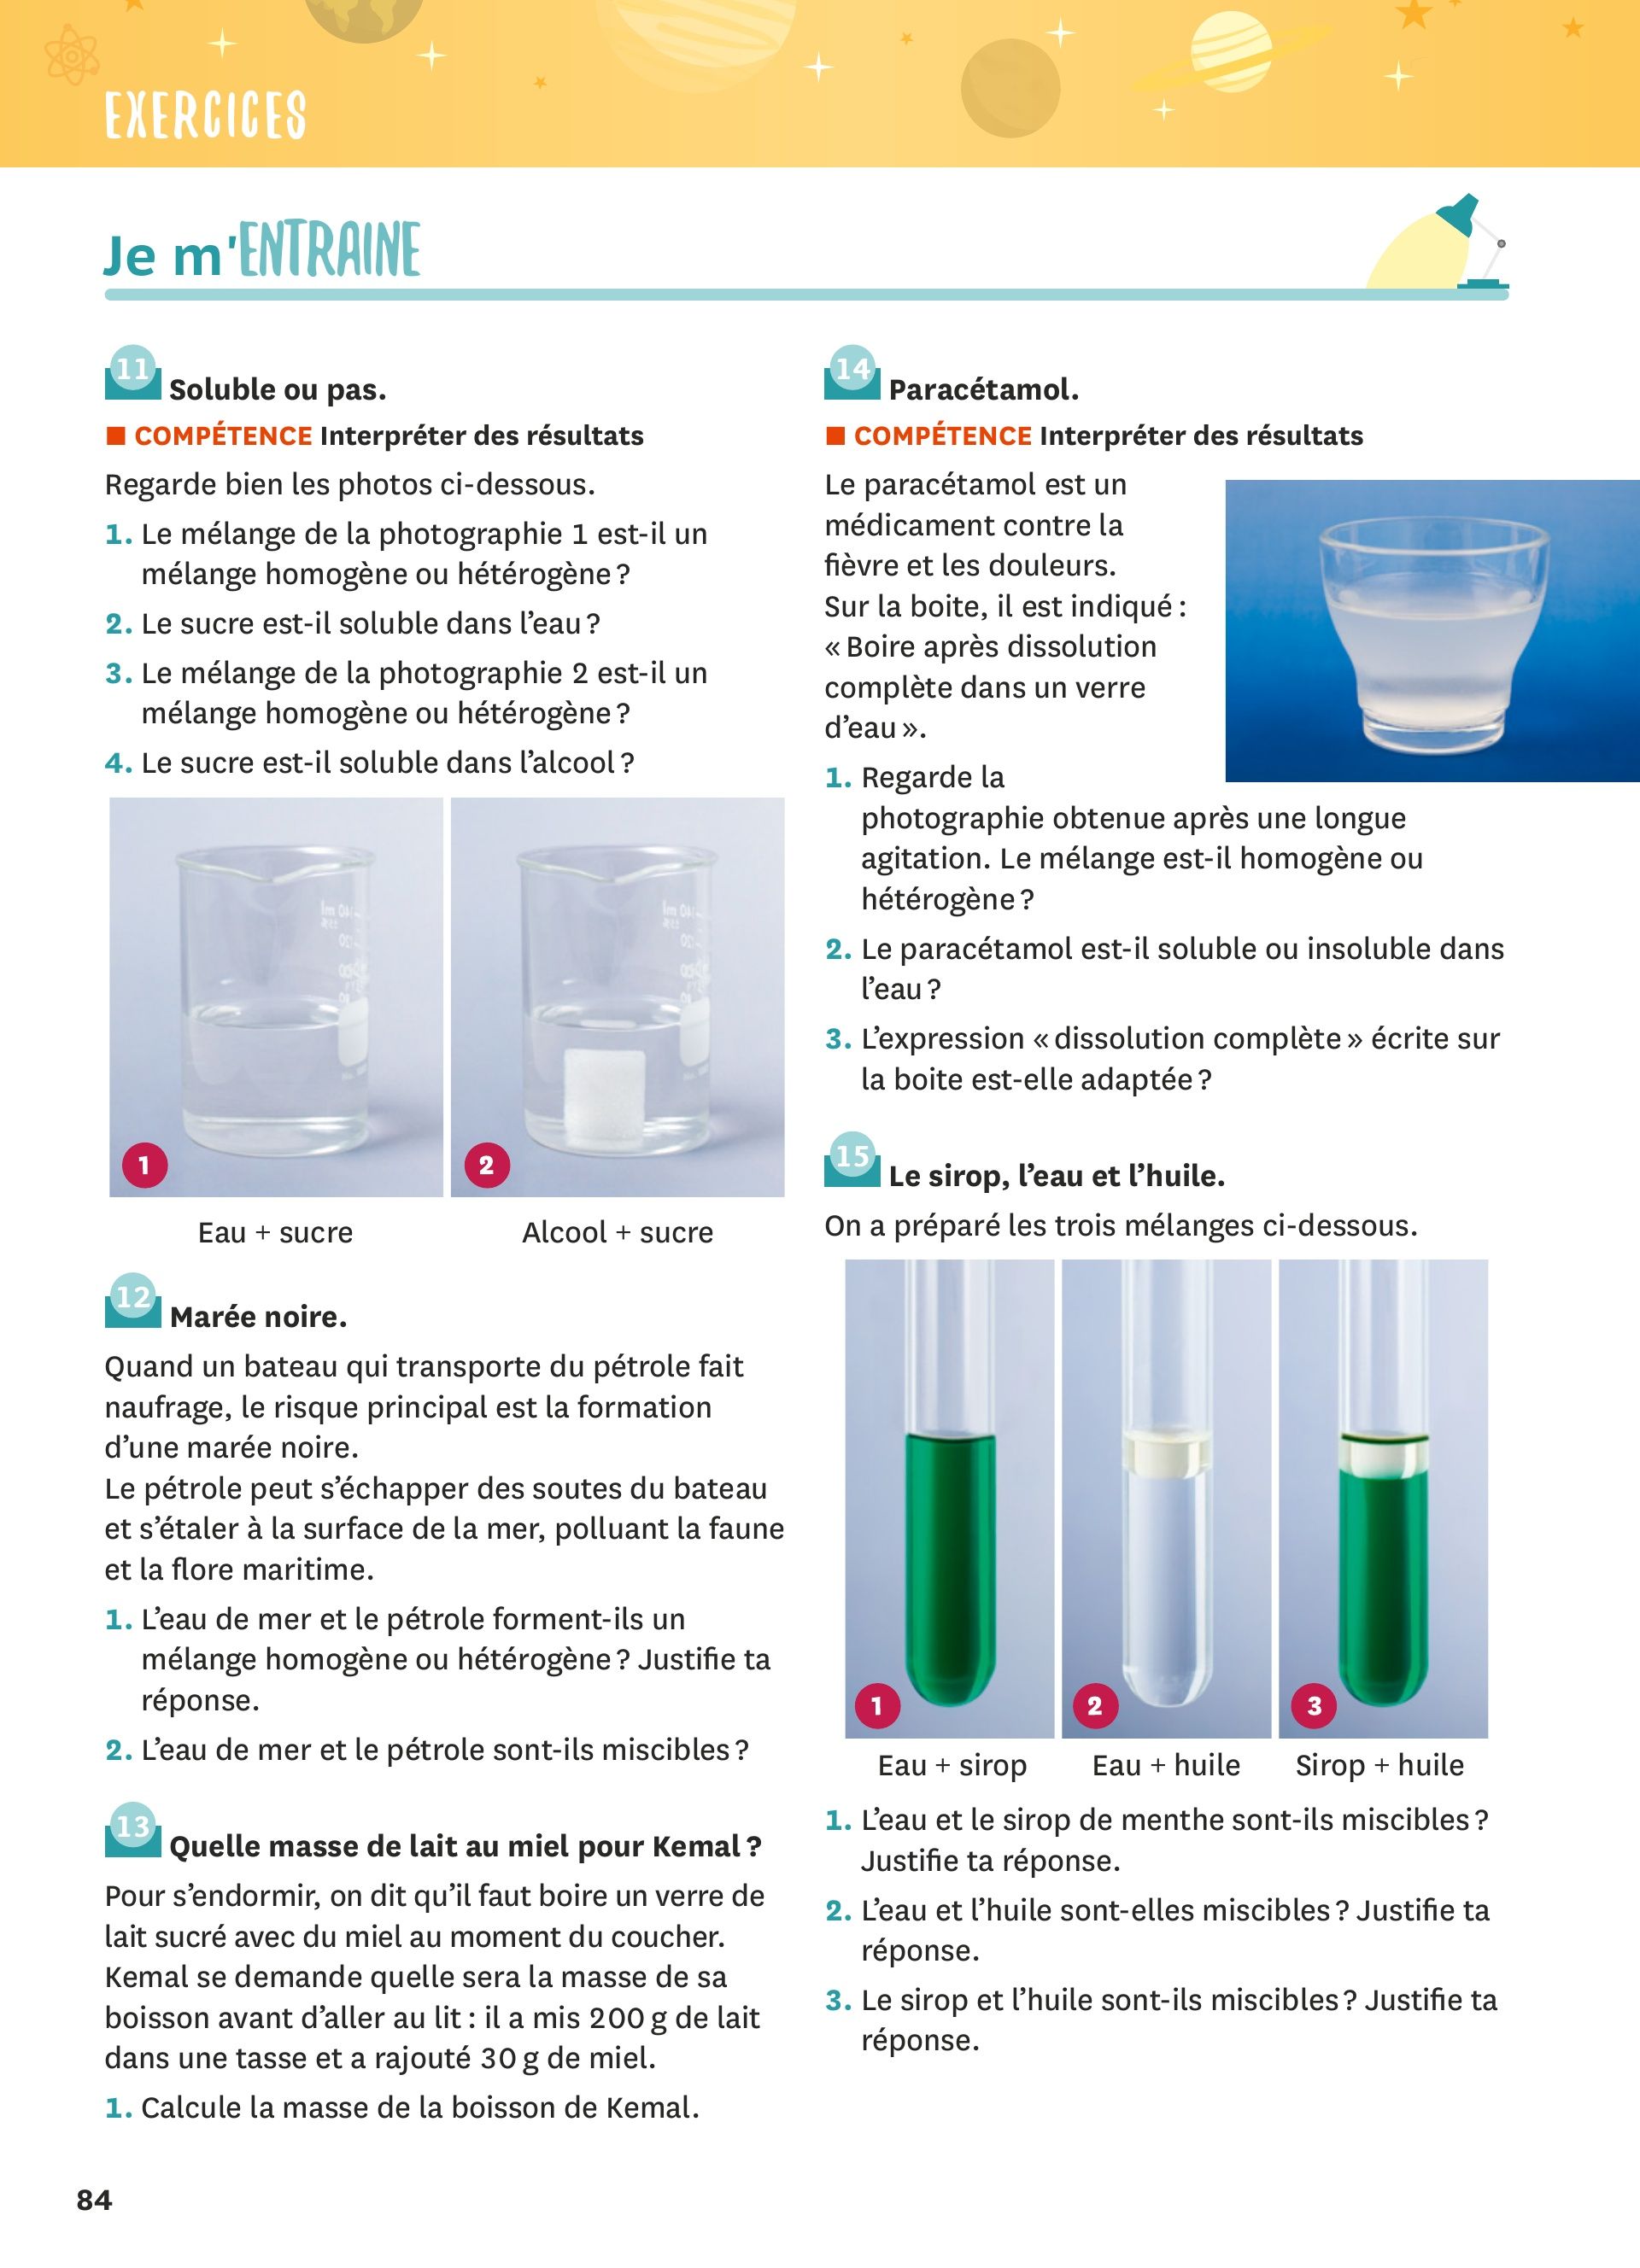 EXERCICES
Je m'ENTRAINE
11 Soluble ou pas.
■ COMPÉTENCE Interpréter des résultats
Regarde bien les photos ci-dessous.
1. Le mélange de la photographie 1 est-il un
mélange homogène ou hétérogène ?
2. Le sucre est-il soluble dans l’eau ?
3. Le mélange de la photographie 2 est-il un
mélange homogène ou hétérogène ?
4. Le sucre est-il soluble dans l’alcool ?
1
2
Eau + sucre
Alcool + sucre
12 Marée noire.
Quand un bateau qui transporte du pétrole fait
naufrage, le risque principal est la formation
d’une marée noire.
Le pétrole peut s’échapper des soutes du bateau
et s’étaler à la surface de la mer, polluant la faune
et la flore maritime.
1. L’eau de mer et le pétrole forment-ils un
mélange homogène ou hétérogène ? Justifie ta
réponse.
2. L’eau de mer et le pétrole sont-ils miscibles ?
13 Quelle masse de lait au miel pour Kemal ?
Pour s’endormir, on dit qu’il faut boire un verre de
lait sucré avec du miel au moment du coucher.
Kemal se demande quelle sera la masse de sa
boisson avant d’aller au lit : il a mis 200 g de lait
dans une tasse et a rajouté 30 g de miel.
1. Calcule la masse de la boisson de Kemal.
14 Paracétamol.
■ COMPÉTENCE Interpréter des résultats
Le paracétamol est un
médicament contre la
fièvre et les douleurs.
Sur la boite, il est indiqué :
« Boire après dissolution
complète dans un verre
d’eau ».
1. Regarde la
photographie obtenue après une longue
agitation. Le mélange est-il homogène ou
hétérogène ?
2. Le paracétamol est-il soluble ou insoluble dans
l’eau ?
3. L’expression « dissolution complète » écrite sur
la boite est-elle adaptée ?
15 Le sirop, l’eau et l’huile.
On a préparé les trois mélanges ci-dessous.
1
2
3
Eau + sirop
Eau + huile
Sirop + huile
1. L’eau et le sirop de menthe sont-ils miscibles ?
Justifie ta réponse.
2. L’eau et l’huile sont-elles miscibles ? Justifie ta
réponse.
3. Le sirop et l’huile sont-ils miscibles ? Justifie ta
réponse.
84